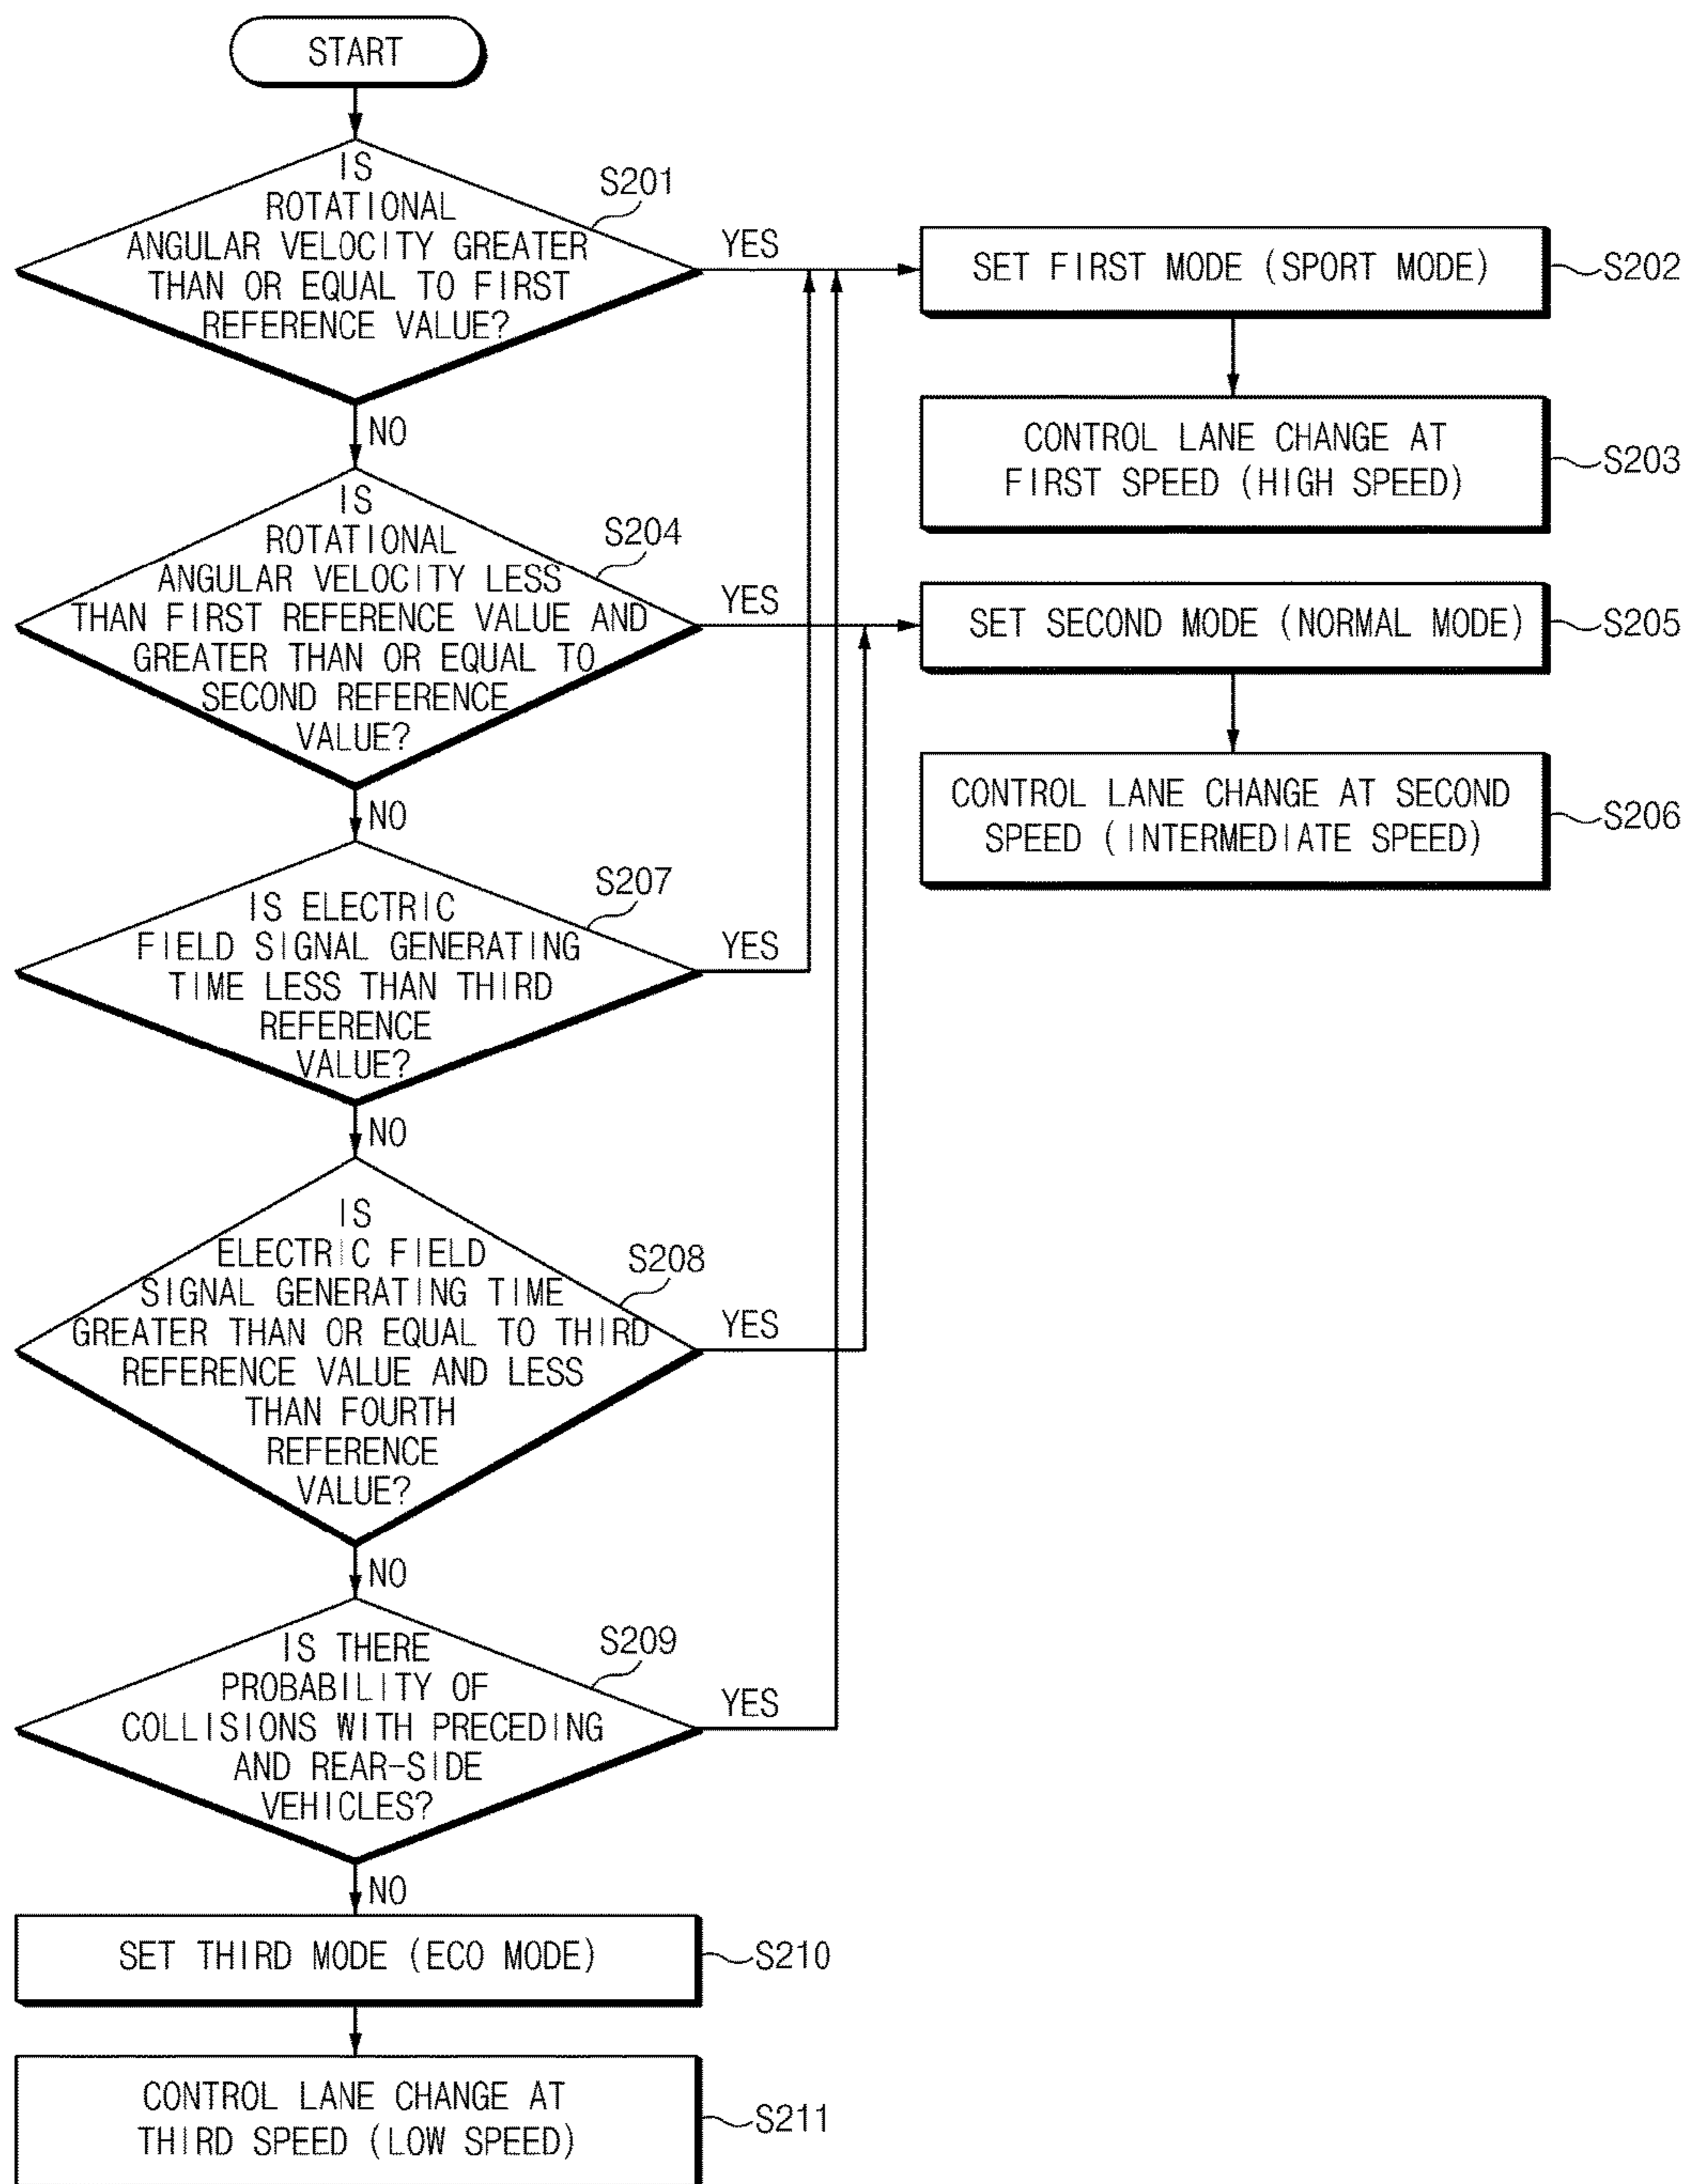 START
IS
ROTATIONAL
ANGULAR VELOCITY GREATER
THAN OR EQUAL TO FIRST
REFERENCE VALUE?
S201
YES
NO
SET FIRST MODE (SPORT MODE)
S202
CONTROL LANE CHANGE AT
FIRST SPEED (HIGH SPEED)
S203
IS
ROTATIONAL
ANGULAR VELOCITY LESS
THAN FIRST REFERENCE VALUE AND
GREATER THAN OR EQUAL TO
SECOND REFERENCE
VALUE?
S204
YES
NO
SET SECOND MODE (NORMAL MODE)
S205
CONTROL LANE CHANGE AT SECOND
SPEED (INTERMEDIATE SPEED)
S206
IS ELECTRIC
FIELD SIGNAL GENERATING
TIME LESS THAN THIRD
REFERENCE
VALUE?
S207
YES
NO
IS
ELECTRIC FIELD
SIGNAL GENERATING TIME
GREATER THAN OR EQUAL TO THIRD
REFERENCE VALUE AND LESS
THAN FOURTH
REFERENCE
VALUE?
S208
YES
NO
IS THERE
PROBABILITY OF
COLLISIONS WITH PRECEDING
AND REAR-SIDE
VEHICLES?
S209
YES
NO
SET THIRD MODE (ECO MODE)
S210
CONTROL LANE CHANGE AT
THIRD SPEED (LOW SPEED)
S211